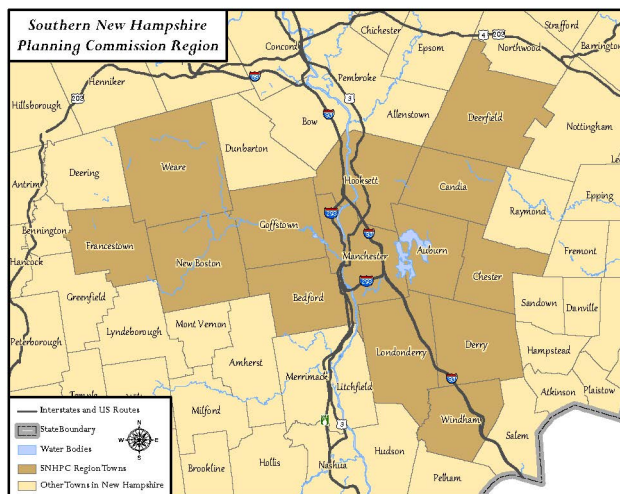 Southern New Hampshire
Planning Commission Region
Concord
Chichester
Strafford
4
202
Northwood
Barrington
Epsom
Henniker
89
Pembroke
Hillsborough
202
3
Allenstown
Bow
93
Deerfield
Nottingham
Dunbarton
Deering
Weare
Hooksett
Candia
Antrim
Raymond
Epping
Goffstown
293
93
Bennington
Francestown
New Boston
Manchester
Auburn
Fremont
Hancock
293
Chester
Greenfield
Bedford
Sandown
Danville
Mont Vernon
Lyndeborough
Peterborough
Londonderry
Derry
Hampstead
Amherst
Merrimack
Litchfield
93
Atkinson
Plaistow
Milford
Windham
3
Salem
Brookline
Hollis
Nashua
Hudson
Pelham
Interstates and US Routes
StateBoundary
Water Bodies
SNHPC Region Towns
Other Towns in New Hampshire
N
W
E
S